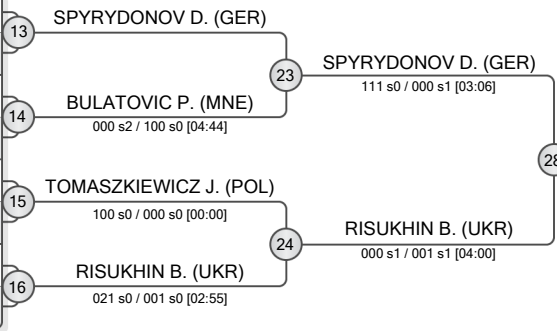 13
SPYRYDONOV D. (GER)
23
SPYRYDONOV D. (GER)
111 s0 / 000 s1 [03:06]
14
BULATOVIC P. (MNE)
000 s2 / 100 s0 [04:44]
28
15
TOMASZKIEWICZ J. (POL)
100 s0 / 000 s0 [00:00]
24
RISUKHIN B. (UKR)
000 s1 / 001 s1 [04:00]
16
RISUKHIN B. (UKR)
021 s0 / 001 s0 [02:55]